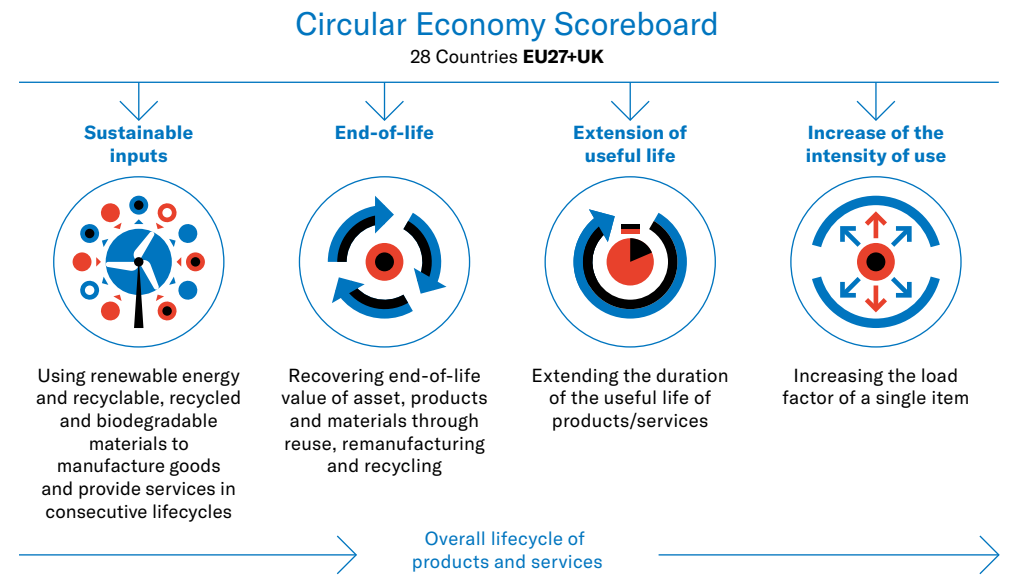 Circular Economy Scoreboard
28 Countries EU27+UK
Sustainable
inputs
Using renewable energy
and recyclable, recycled
and biodegradable
materials to
manufacture goods
and provide services in
consecutive lifecycles
End-of-life
Recovering end-of-life
value of asset, products
and materials through
reuse, remanufacturing
and recycling
Extension of
useful life
Extending the duration
of the useful life of
products/services
Increase of the
intensity of use
Increasing the load
factor of a single item
Overall lifecycle of
products and services